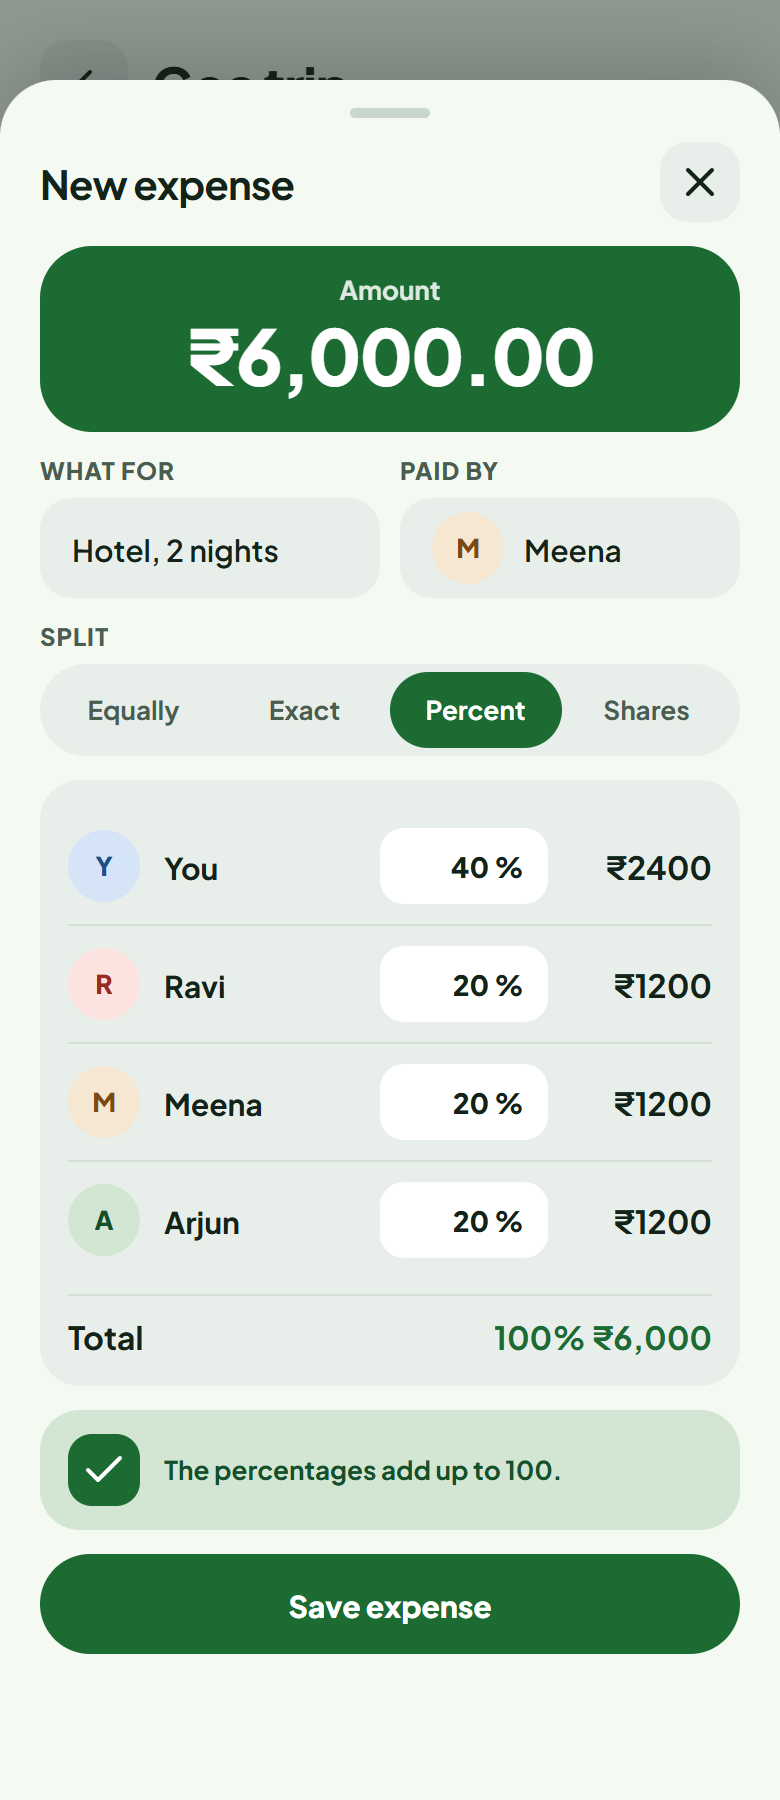 New expense
Amount
₹6,000.00
WHAT FOR
PAID BY
Hotel, 2 nights
M Meena
SPLIT
Equally Exact Percent Shares
Y You 40 % ₹2400
R Ravi 20 % ₹1200
M Meena 20 % ₹1200
A Arjun 20 % ₹1200
Total 100% ₹6,000
The percentages add up to 100.
Save expense